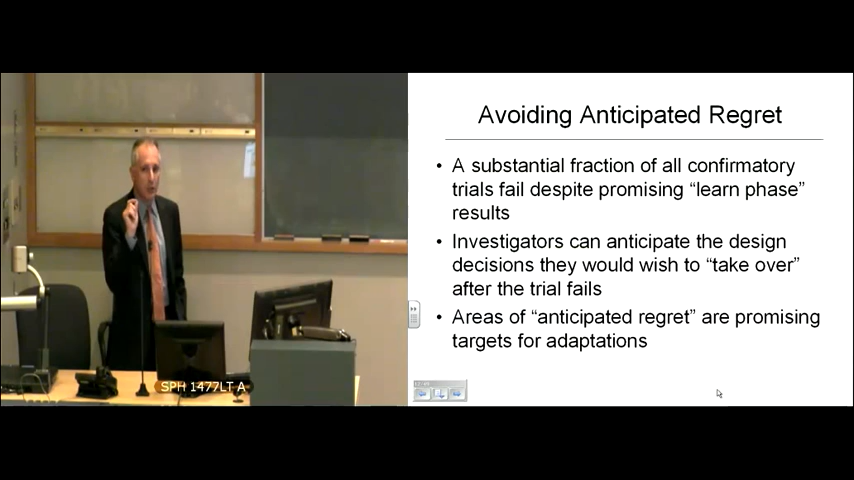 Avoiding Anticipated Regret
• A substantial fraction of all confirmatory
trials fail despite promising “learn phase”
results
• Investigators can anticipate the design
decisions they would wish to “take over”
after the trial fails
• Areas of “anticipated regret” are promising
targets for adaptations
SPH 1477LT A